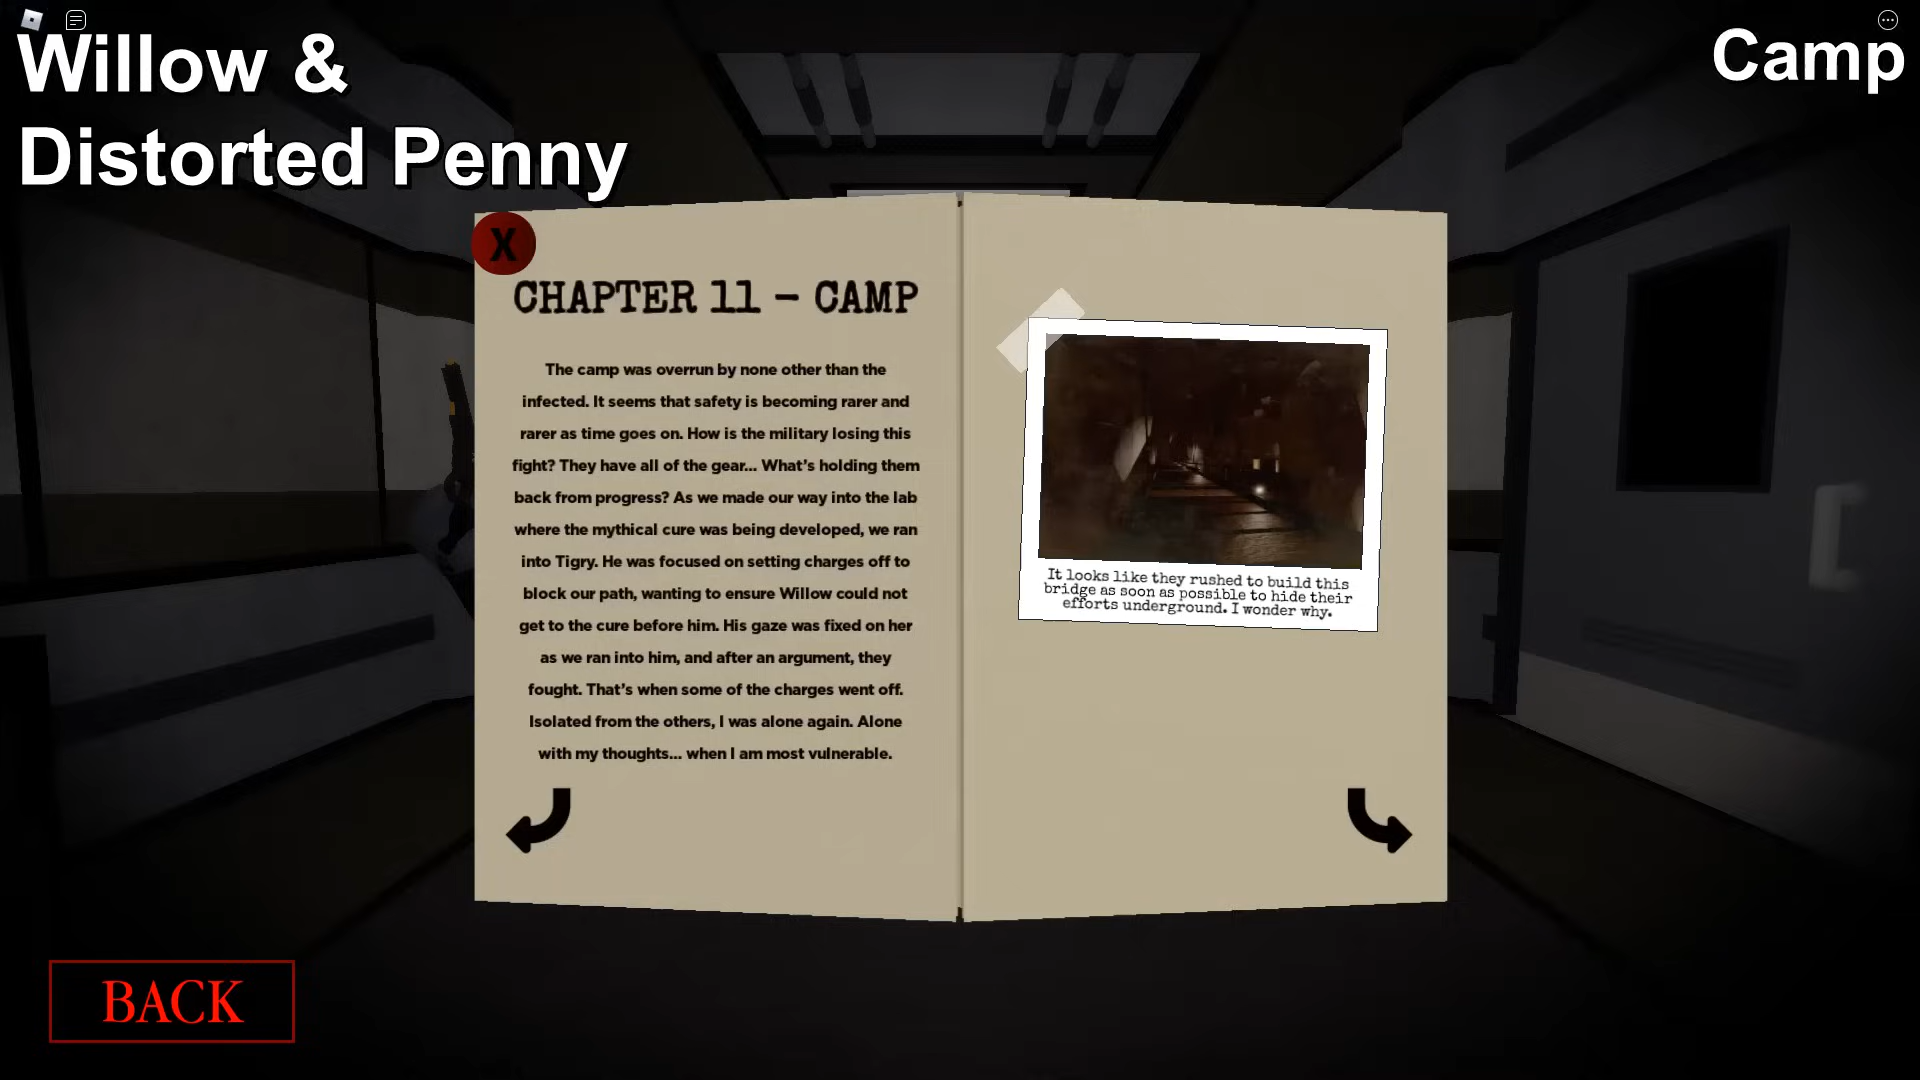 Willow &
Distorted Penny
Camp
X
CHAPTER 11 - CAMP
The camp was overrun by none other than the
infected. It seems that safety is becoming rarer and
rarer as time goes on. How is the military losing this
fight? They have all of the gear... What's holding them
back from progress? As we made our way into the lab
where the mythical cure was being developed, we ran
into Tigry. He was focused on setting charges off to
block our path, wanting to ensure Willow could not
get to the cure before him. His gaze was fixed on her
as we ran into him, and after an argument, they
fought. That's when some of the charges went off.
Isolated from the others, I was alone again. Alone
with my thoughts... when I am most vulnerable.
It looks like they rushed to build this
bridge as soon as possible to hide their
efforts underground. I wonder why.
BACK